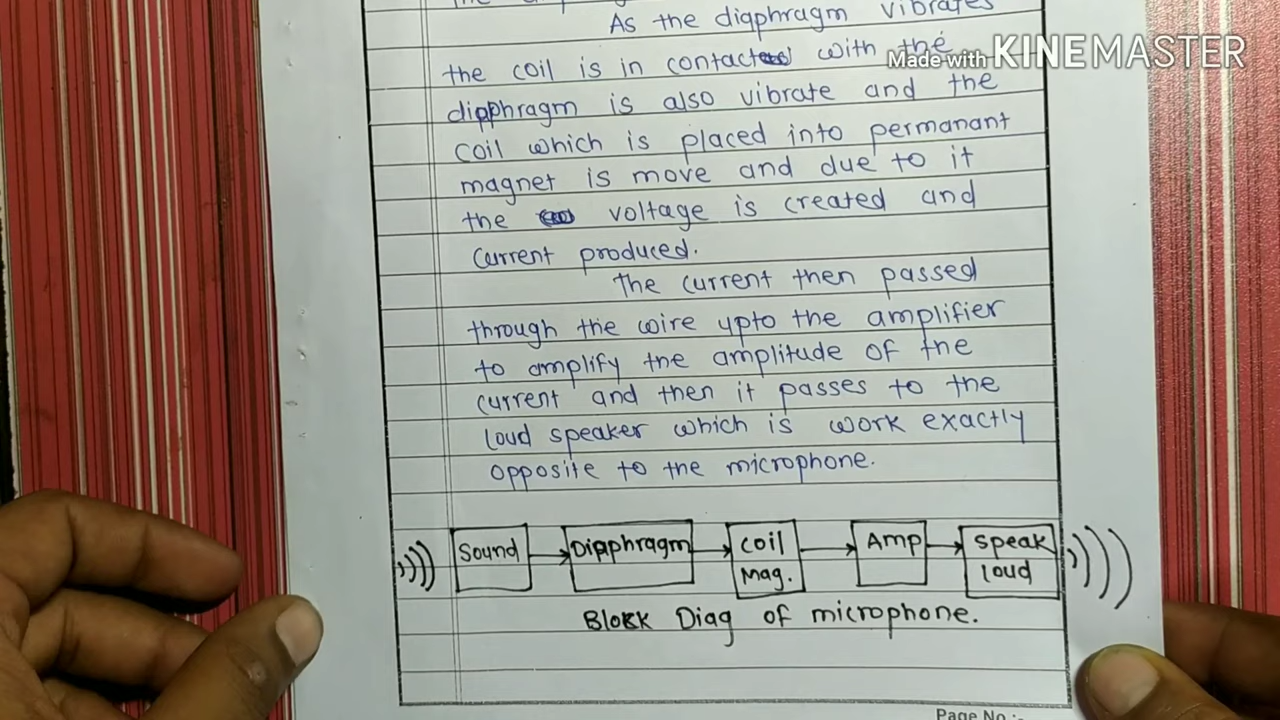 As the diaphragm vibrates
the coil is in contact with the
diaphragm is also vibrate and the
coil which is placed into permanant
magnet is move and due to it
the voltage is created and
current produced.
The current then passed
through the wire upto the amplifier
to amplify the amplitude of the
current and then it passes to the
loud speaker which is work exactly
opposite to the microphone.
Sound
Diaphragm
coil
Mag.
Amp
speak
loud
Block Diag of microphone.
Page No :-
Made with KINEMASTER